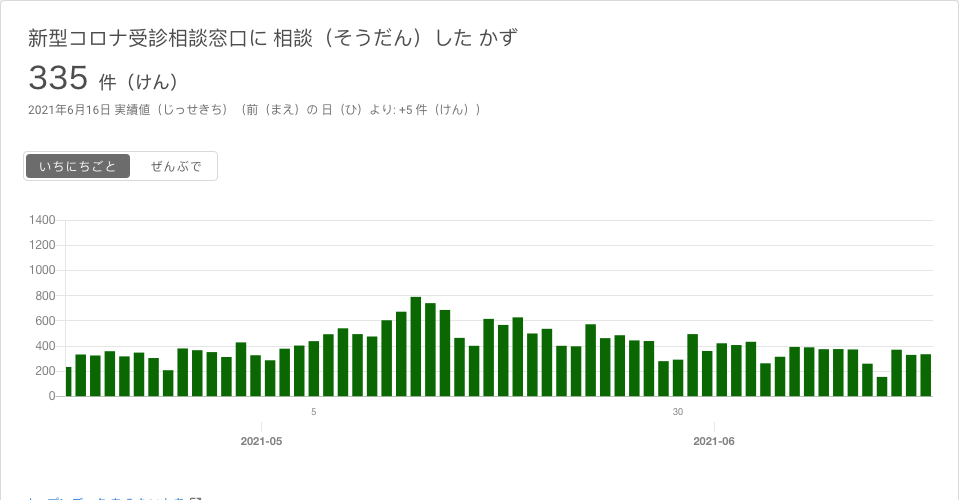 新型コロナ受診相談窓口に 相談（そうだん）した かず
335 件（けん）
2021年6月16日 実績値（じっせきち）（前（まえ）の 日（ひ）より: +5 件（けん））
いちにちごと ぜんぶで
1400
1200
1000
800
600
400
200
0
5 30
2021-05 2021-06